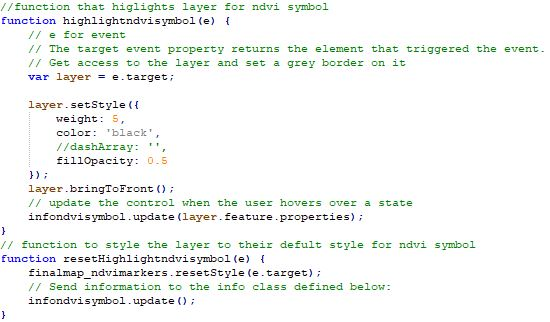 //function that higlights layer for ndvi symbol
function highlightndvisymbol(e) {
    // e for event
    // The target event property returns the element that triggered the event.
    // Get access to the layer and set a grey border on it
    var layer = e.target;

    layer.setStyle({
        weight: 5,
        color: 'black',
        //dashArray: '',
        fillOpacity: 0.5
    });
    layer.bringToFront();
    // update the control when the user hovers over a state
    infondvisymbol.update(layer.feature.properties);
}
// function to style the layer to their defult style for ndvi symbol
function resetHighlightndvisymbol(e) {
    finalmap_ndvimarkers.resetStyle(e.target);
    // Send information to the info class defined below:
    infondvisymbol.update();
}